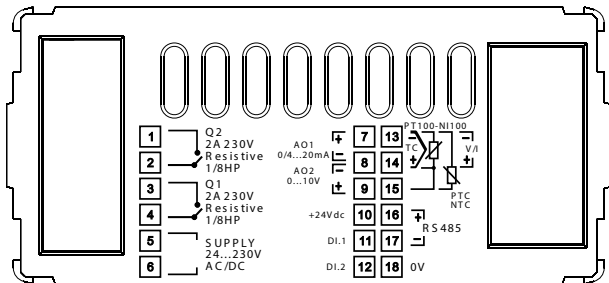 1
Q2
2A 230V
2
Resistive
1/8HP
3
Q1
2A 230V
4
Resistive
1/8HP
5
SUPPLY
24...230V
6
AC/DC
AO1
0/4...20mA
AO2
0...10V
+24Vdc
DI.1
DI.2
+
-
-
+
7 13
8 14
9 15
10 16
11 17
12 18
PT100-NI100
-
TC
+
-
V/I
+
PTC
NTC
+
RS485
-
0V